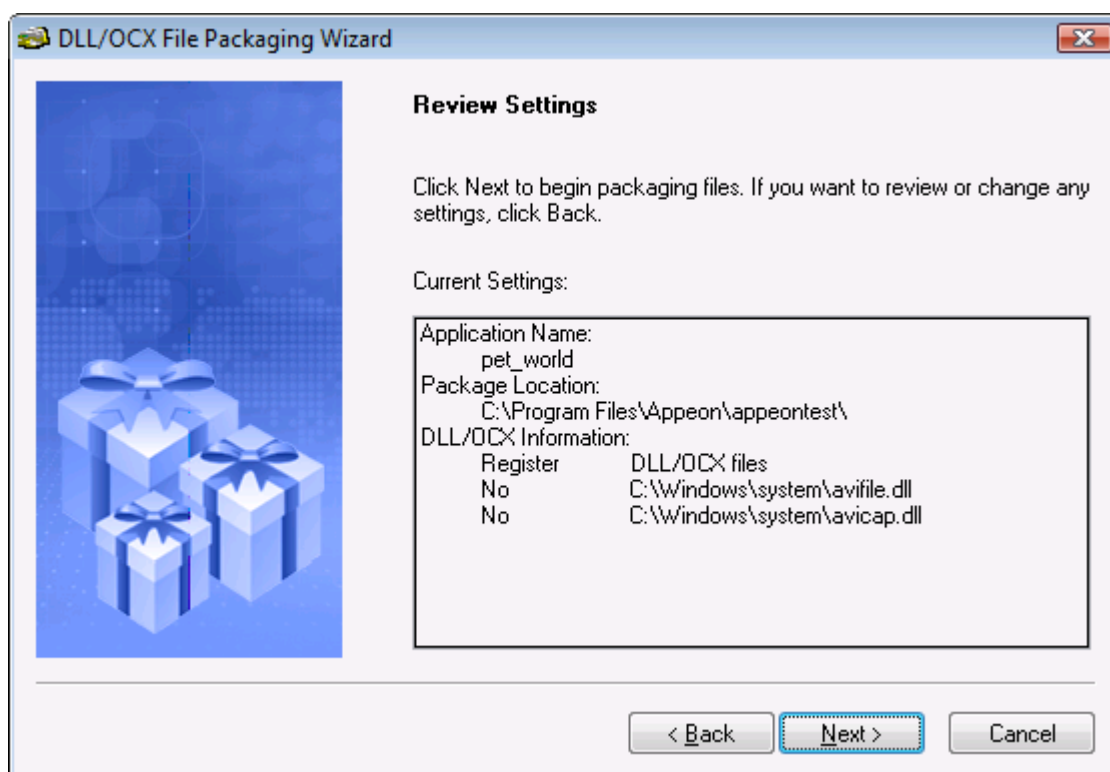 DLL/OCX File Packaging Wizard
Review Settings
Click Next to begin packaging files. If you want to review or change any
settings, click Back.
Current Settings:
Application Name:
pet_world
Package Location:
C:\Program Files\Appeon\appeontest\
DLL/OCX Information:
Register DLL/OCX files
No C:\Windows\system\avifile.dll
No C:\Windows\system\avicap.dll
< Back Next > Cancel